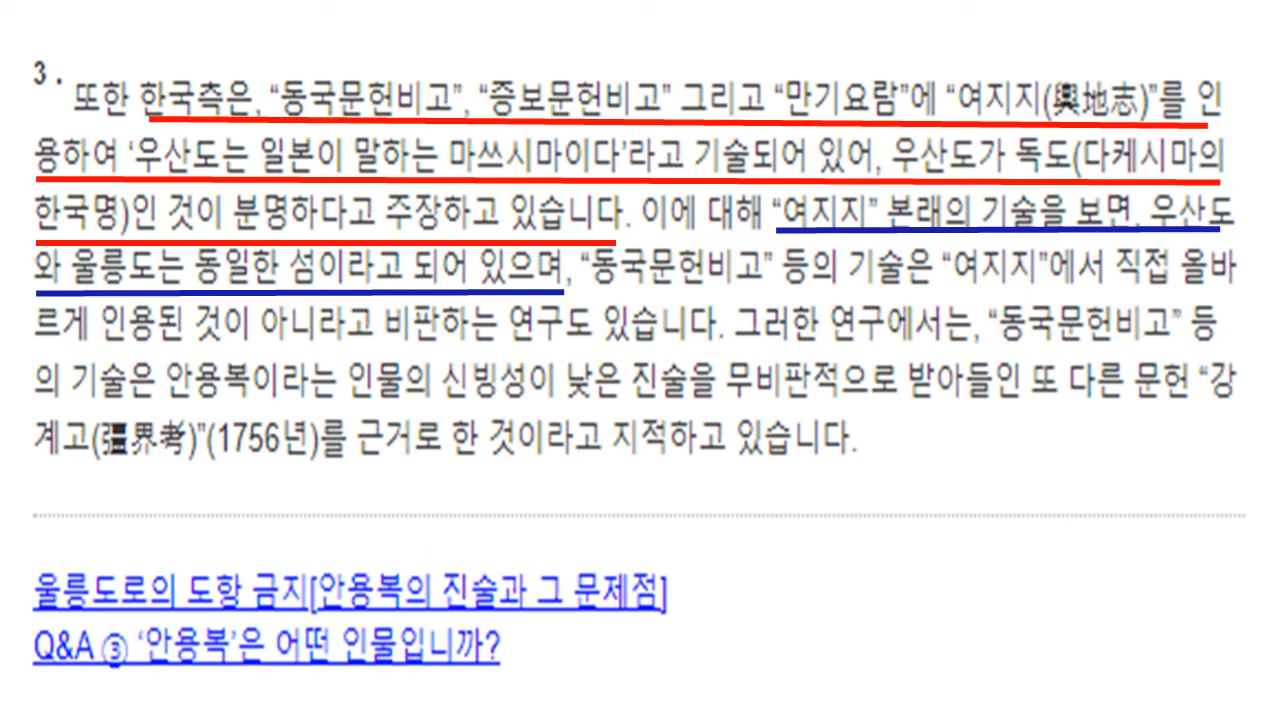 3. 또한 한국측은, “동국문헌비고”, “증보문헌비고” 그리고 “만기요람”에 “여지지(輿地志)”를 인
용하여 ‘우산도는 일본이 말하는 마쓰시마이다’라고 기술되어 있어, 우산도가 독도(다케시마의
한국명)인 것이 분명하다고 주장하고 있습니다. 이에 대해 “여지지” 본래의 기술을 보면, 우산도
와 울릉도는 동일한 섬이라고 되어 있으며, “동국문헌비고” 등의 기술은 “여지지”에서 직접 올바
르게 인용된 것이 아니라고 비판하는 연구도 있습니다. 그러한 연구에서는, “동국문헌비고” 등
의 기술은 안용복이라는 인물의 신빙성이 낮은 진술을 무비판적으로 받아들인 또 다른 문헌 “강
계고(彊界考)”(1756년)를 근거로 한 것이라고 지적하고 있습니다.
울릉도로의 도항 금지[안용복의 진술과 그 문제점]
Q&A ③ ‘안용복’은 어떤 인물입니까?